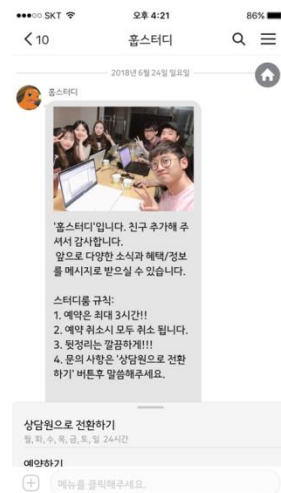 SKT 오후 4:21 86%
10 홉스터디
2018년 6월 24일 일요일
홉스터디
'홉스터디'입니다. 친구 추가해 주
셔서 감사합니다.
앞으로 다양한 소식과 혜택/정보
를 메시지로 받으실 수 있습니다.
스터디룸 규칙:
1. 예약은 최대 3시간!!
2. 예약 취소시 모두 취소 됩니다.
3. 뒷정리는 깔끔하게!!!
4. 문의 사항은 '상담원으로 전환
하기' 버튼후 말씀해주세요.
상담원으로 전환하기
월, 화, 수, 목, 금, 토, 일 24시간
예약하기
메뉴를 클릭해주세요.